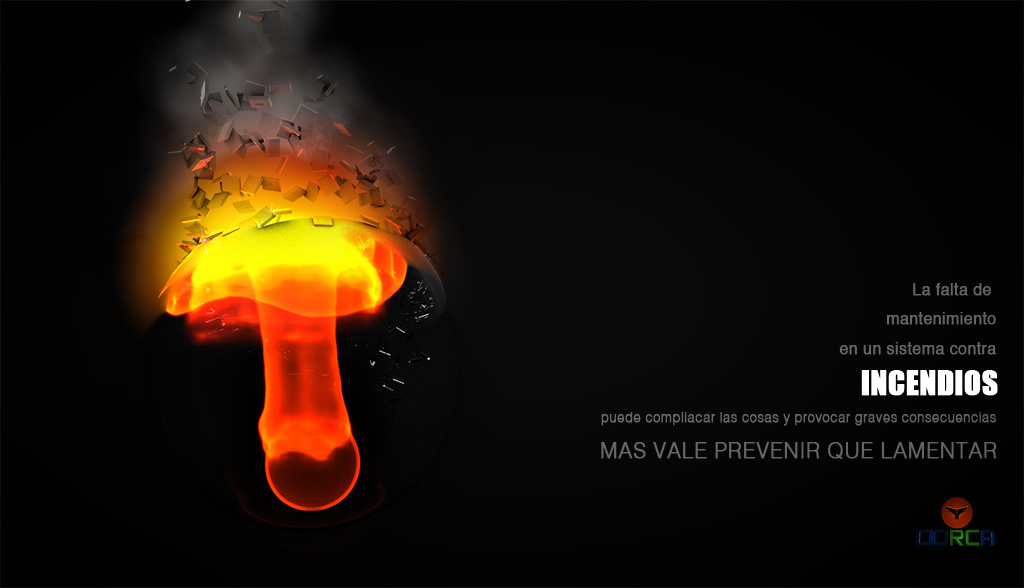 La falta de
mantenimiento
en un sistema contra
INCENDIOS
puede compliacar las cosas y provocar graves consecuencias
MAS VALE PREVENIR QUE LAMENTAR